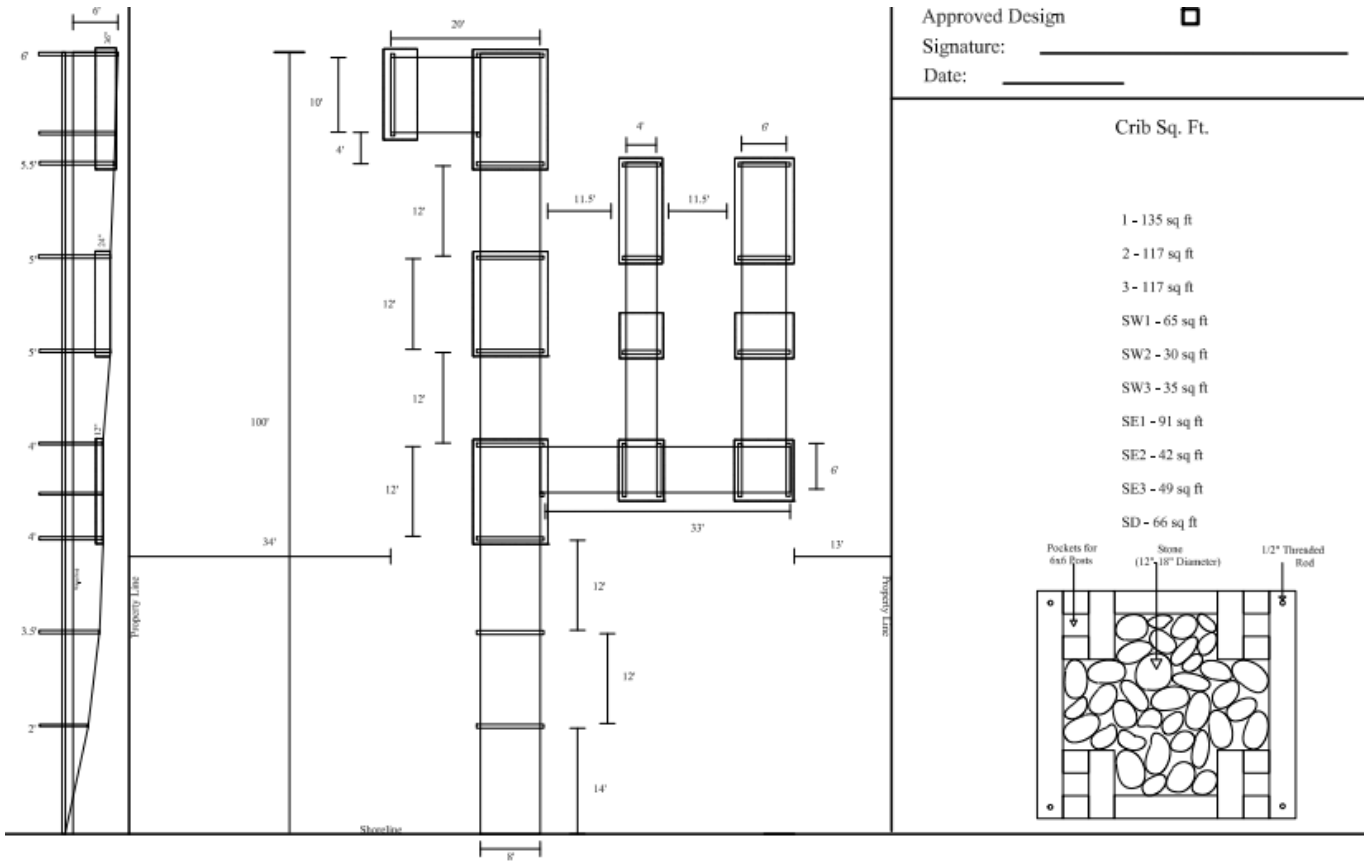 6'
20'
Approved Design
Signature:
Date:
36"
6'
10'
4'
5.5'
Crib Sq. Ft.
4'
6'
12'
11.5'
11.5'
1 - 135 sq ft
2 - 117 sq ft
3 - 117 sq ft
SW1 - 65 sq ft
SW2 - 30 sq ft
SW3 - 35 sq ft
SE1 - 91 sq ft
SE2 - 42 sq ft
SE3 - 49 sq ft
SD - 66 sq ft
24"
5'
12'
5'
12'
100'
12"
4'
12'
6'
33'
4'
34'
13'
Property Line
Property Line
12'
3.5'
12'
2'
14'
Shoreline
8'
Pockets for
6x6 Posts
Stone
(12"-18" Diameter)
1/2" Threaded
Rod